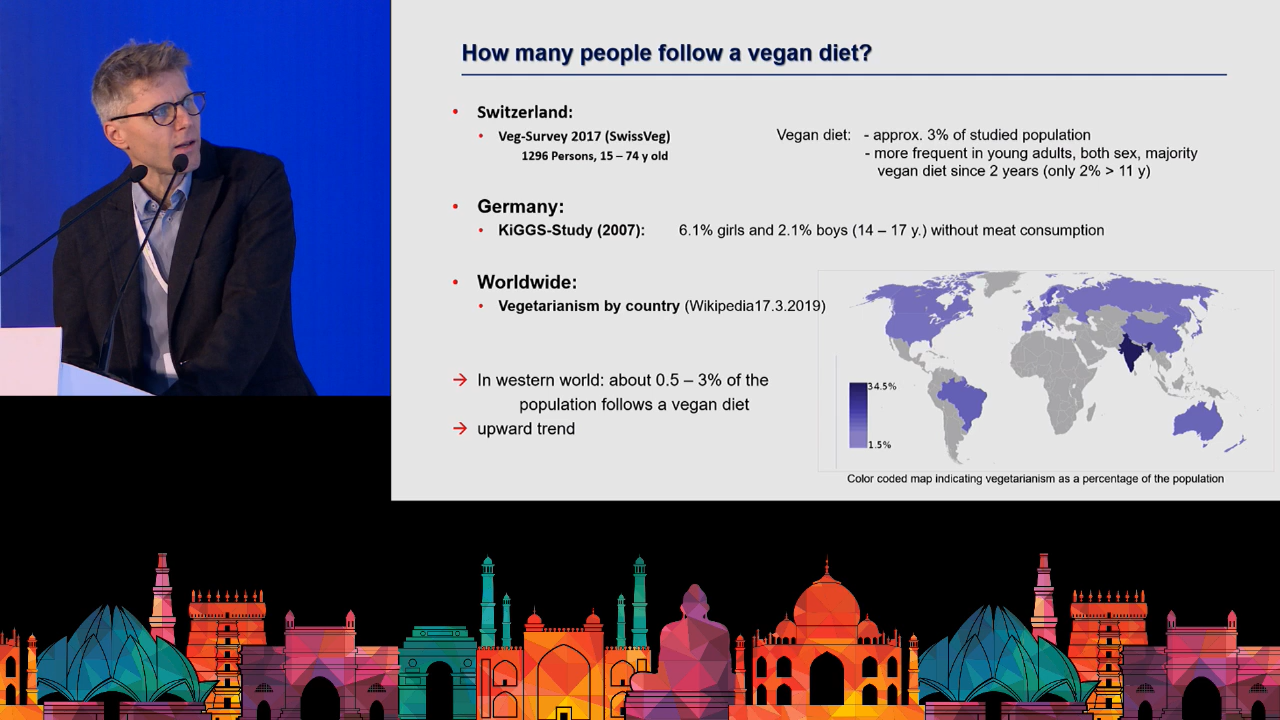 How many people follow a vegan diet?
• Switzerland:
• Veg-Survey 2017 (SwissVeg)
1296 Persons, 15 – 74 y old
Vegan diet: - approx. 3% of studied population
- more frequent in young adults, both sex, majority
vegan diet since 2 years (only 2% > 11 y)
• Germany:
• KiGGS-Study (2007): 6.1% girls and 2.1% boys (14 – 17 y.) without meat consumption
• Worldwide:
• Vegetarianism by country (Wikipedia17.3.2019)
→ In western world: about 0.5 – 3% of the
population follows a vegan diet
→ upward trend
34.5%
1.5%
Color coded map indicating vegetarianism as a percentage of the population